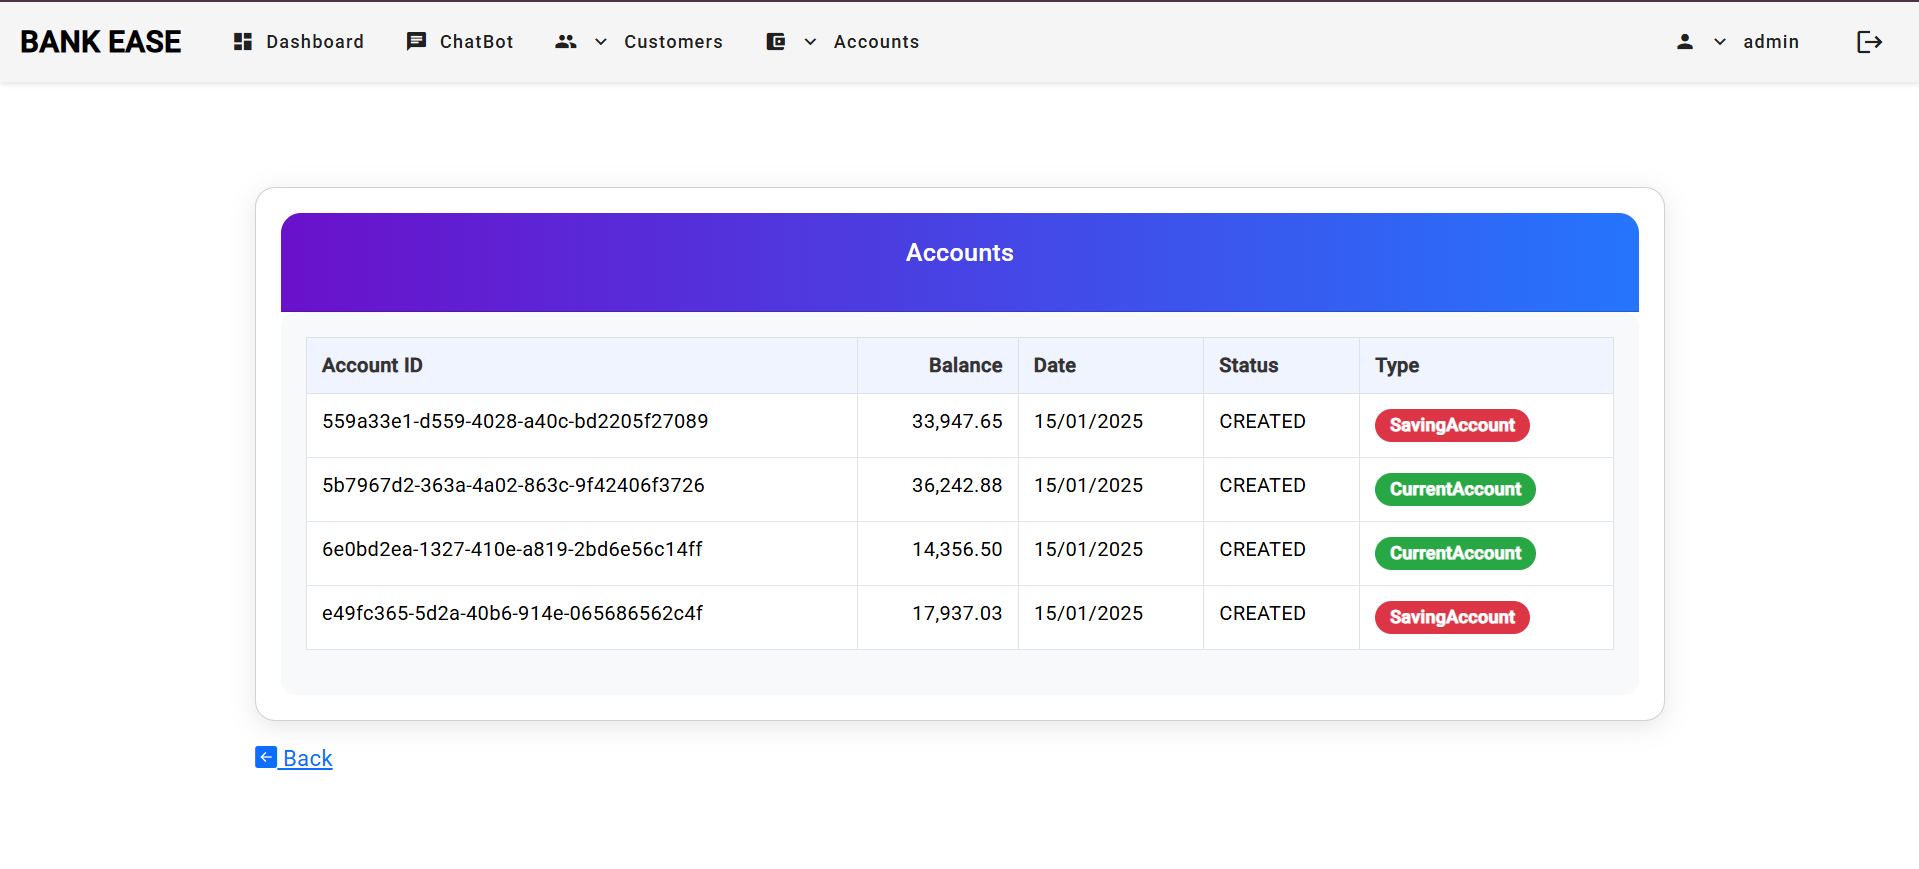 BANK EASE Dashboard ChatBot Customers Accounts admin
Accounts
Account ID Balance Date Status Type
559a33e1-d559-4028-a40c-bd2205f27089 33,947.65 15/01/2025 CREATED SavingAccount
5b7967d2-363a-4a02-863c-9f42406f3726 36,242.88 15/01/2025 CREATED CurrentAccount
6e0bd2ea-1327-410e-a819-2bd6e56c14ff 14,356.50 15/01/2025 CREATED CurrentAccount
e49fc365-5d2a-40b6-914e-065686562c4f 17,937.03 15/01/2025 CREATED SavingAccount
Back